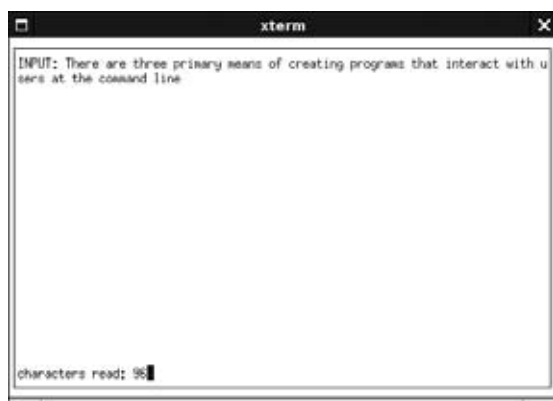 xterm
INPUT: There are three primary means of creating programs that interact with u
sers at the command line
characters read: 96